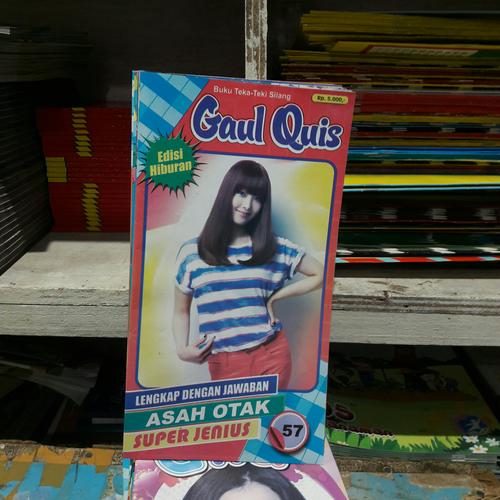 Buku Teka-Teki Silang
Rp. 5.000,-
Gaul Quis
Edisi
Hiburan
LENGKAP DENGAN JAWABAN
ASAH OTAK
SUPER JENIUS
57